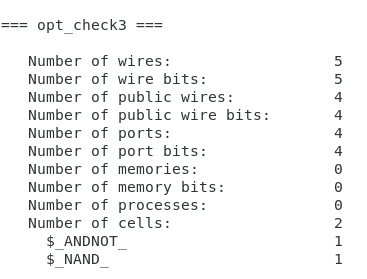 === opt_check3 ===
Number of wires: 5
Number of wire bits: 5
Number of public wires: 4
Number of public wire bits: 4
Number of ports: 4
Number of port bits: 4
Number of memories: 0
Number of memory bits: 0
Number of processes: 0
Number of cells: 2
$_ANDNOT_ 1
$_NAND_ 1